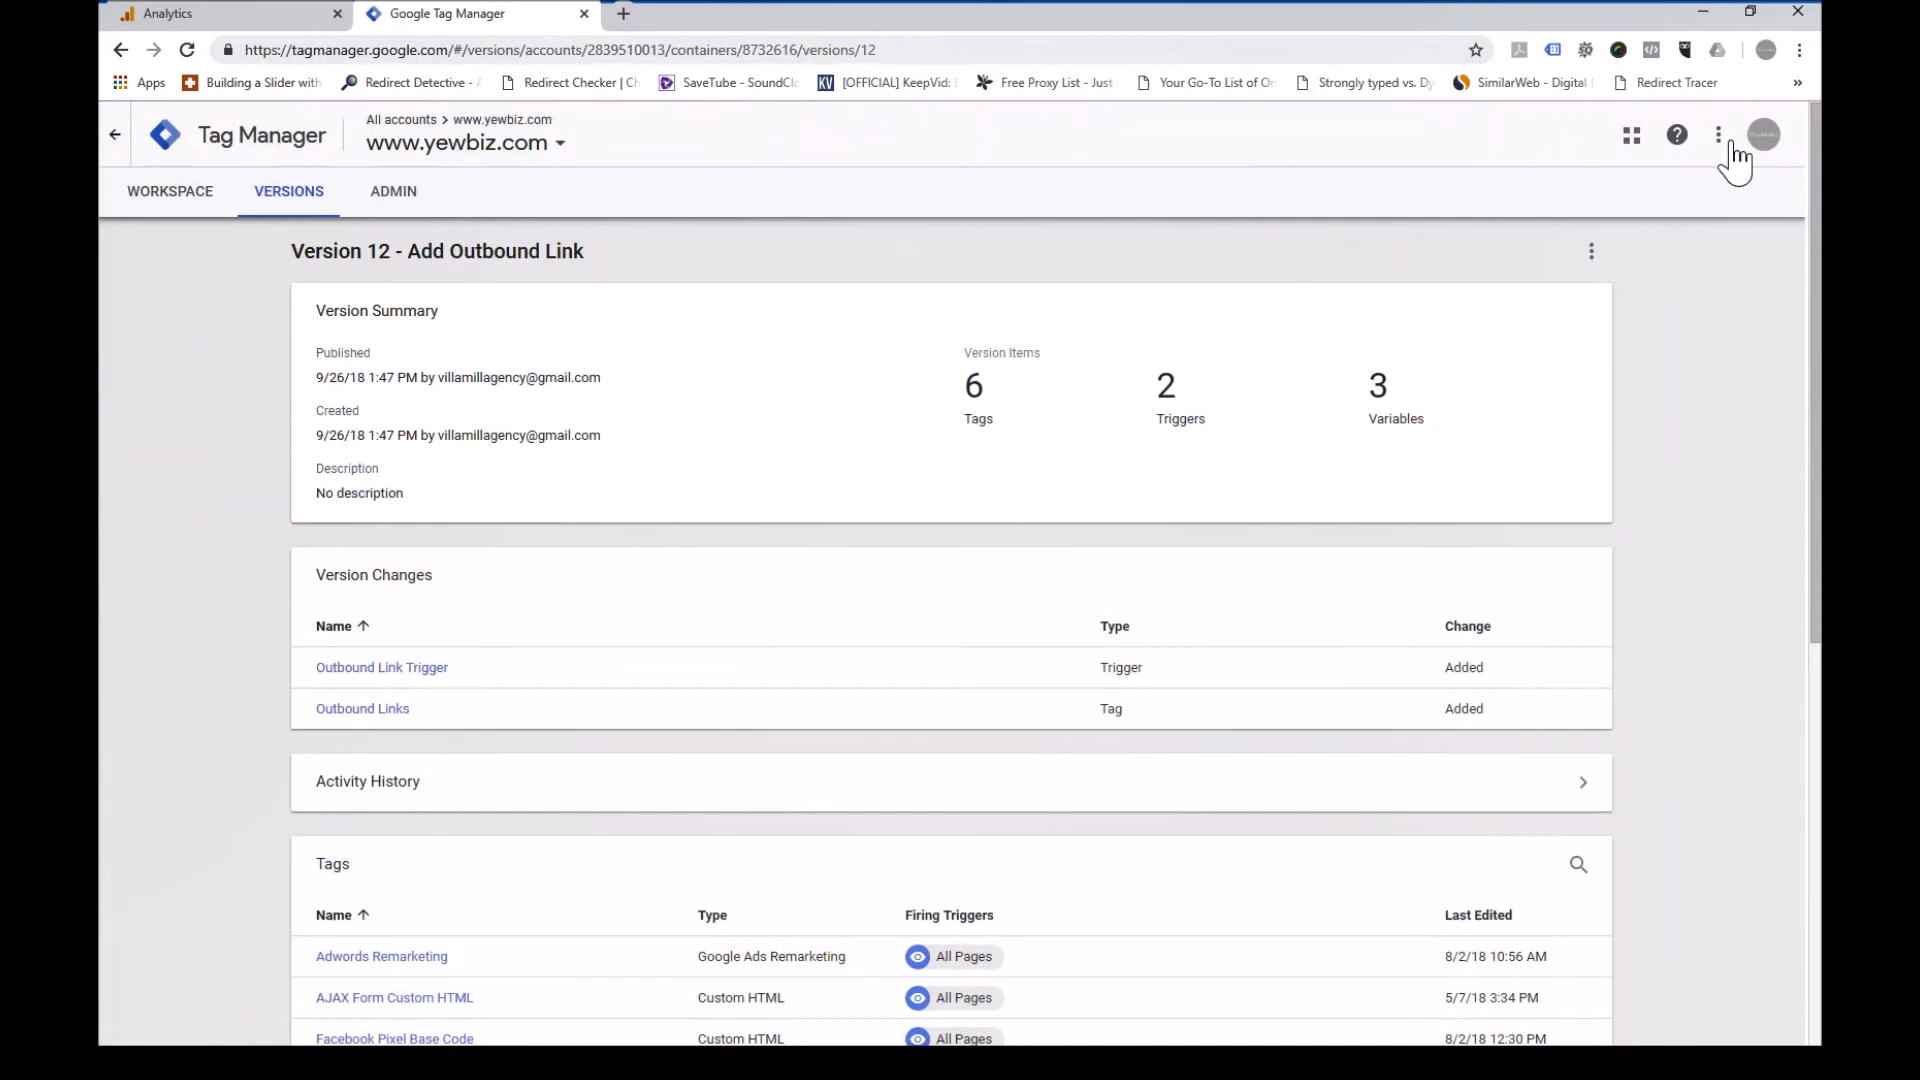 Analytics
Google Tag Manager
https://tagmanager.google.com/#/versions/accounts/2839510013/containers/8732616/versions/12
Apps Building a Slider with Redirect Detective - Redirect Checker | Ch SaveTube - SoundClo [OFFICIAL] KeepVid: Free Proxy List - Just Your Go-To List of On Strongly typed vs. Dy SimilarWeb - Digital Redirect Tracer »
Tag Manager
All accounts > www.yewbiz.com
www.yewbiz.com
WORKSPACE VERSIONS ADMIN
Version 12 - Add Outbound Link
Version Summary
Published
9/26/18 1:47 PM by villamillagency@gmail.com
Created
9/26/18 1:47 PM by villamillagency@gmail.com
Description
No description
Version Items
6 2 3
Tags Triggers Variables
Version Changes
Name Type Change
Outbound Link Trigger Trigger Added
Outbound Links Tag Added
Activity History
Tags
Name Type Firing Triggers Last Edited
Adwords Remarketing Google Ads Remarketing All Pages 8/2/18 10:56 AM
AJAX Form Custom HTML Custom HTML All Pages 5/7/18 3:34 PM
Facebook Pixel Base Code Custom HTML All Pages 8/2/18 12:30 PM